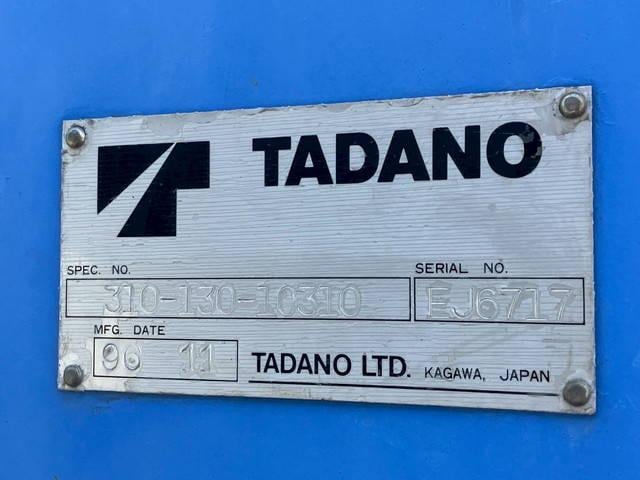 TADANO
SPEC. NO.
SERIAL NO.
310-130-10310
EJ6717
MFG. DATE
96 11
TADANO LTD. KAGAWA, JAPAN